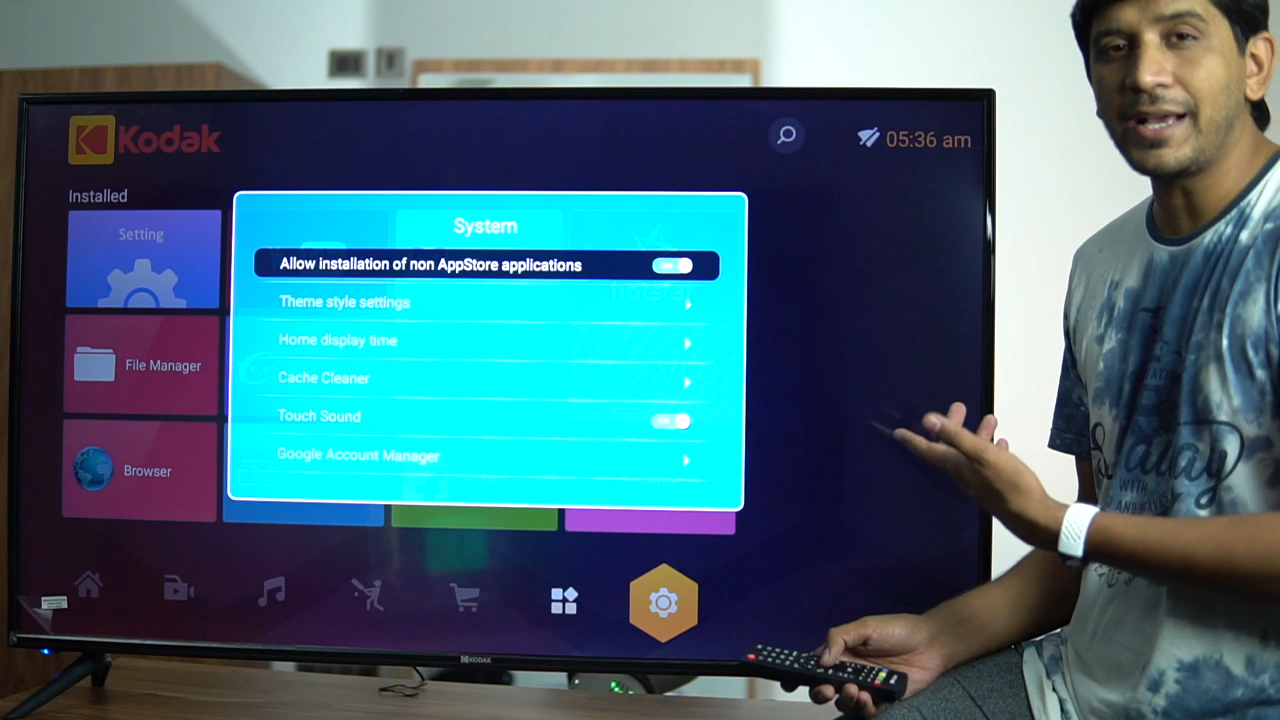 Kodak
05:36 am
Installed
Setting
System
Allow installation of non AppStore applications
Theme style settings
Home display time
File Manager
Cache Cleaner
Touch Sound
Browser
Google Account Manager
KODAK
WITH